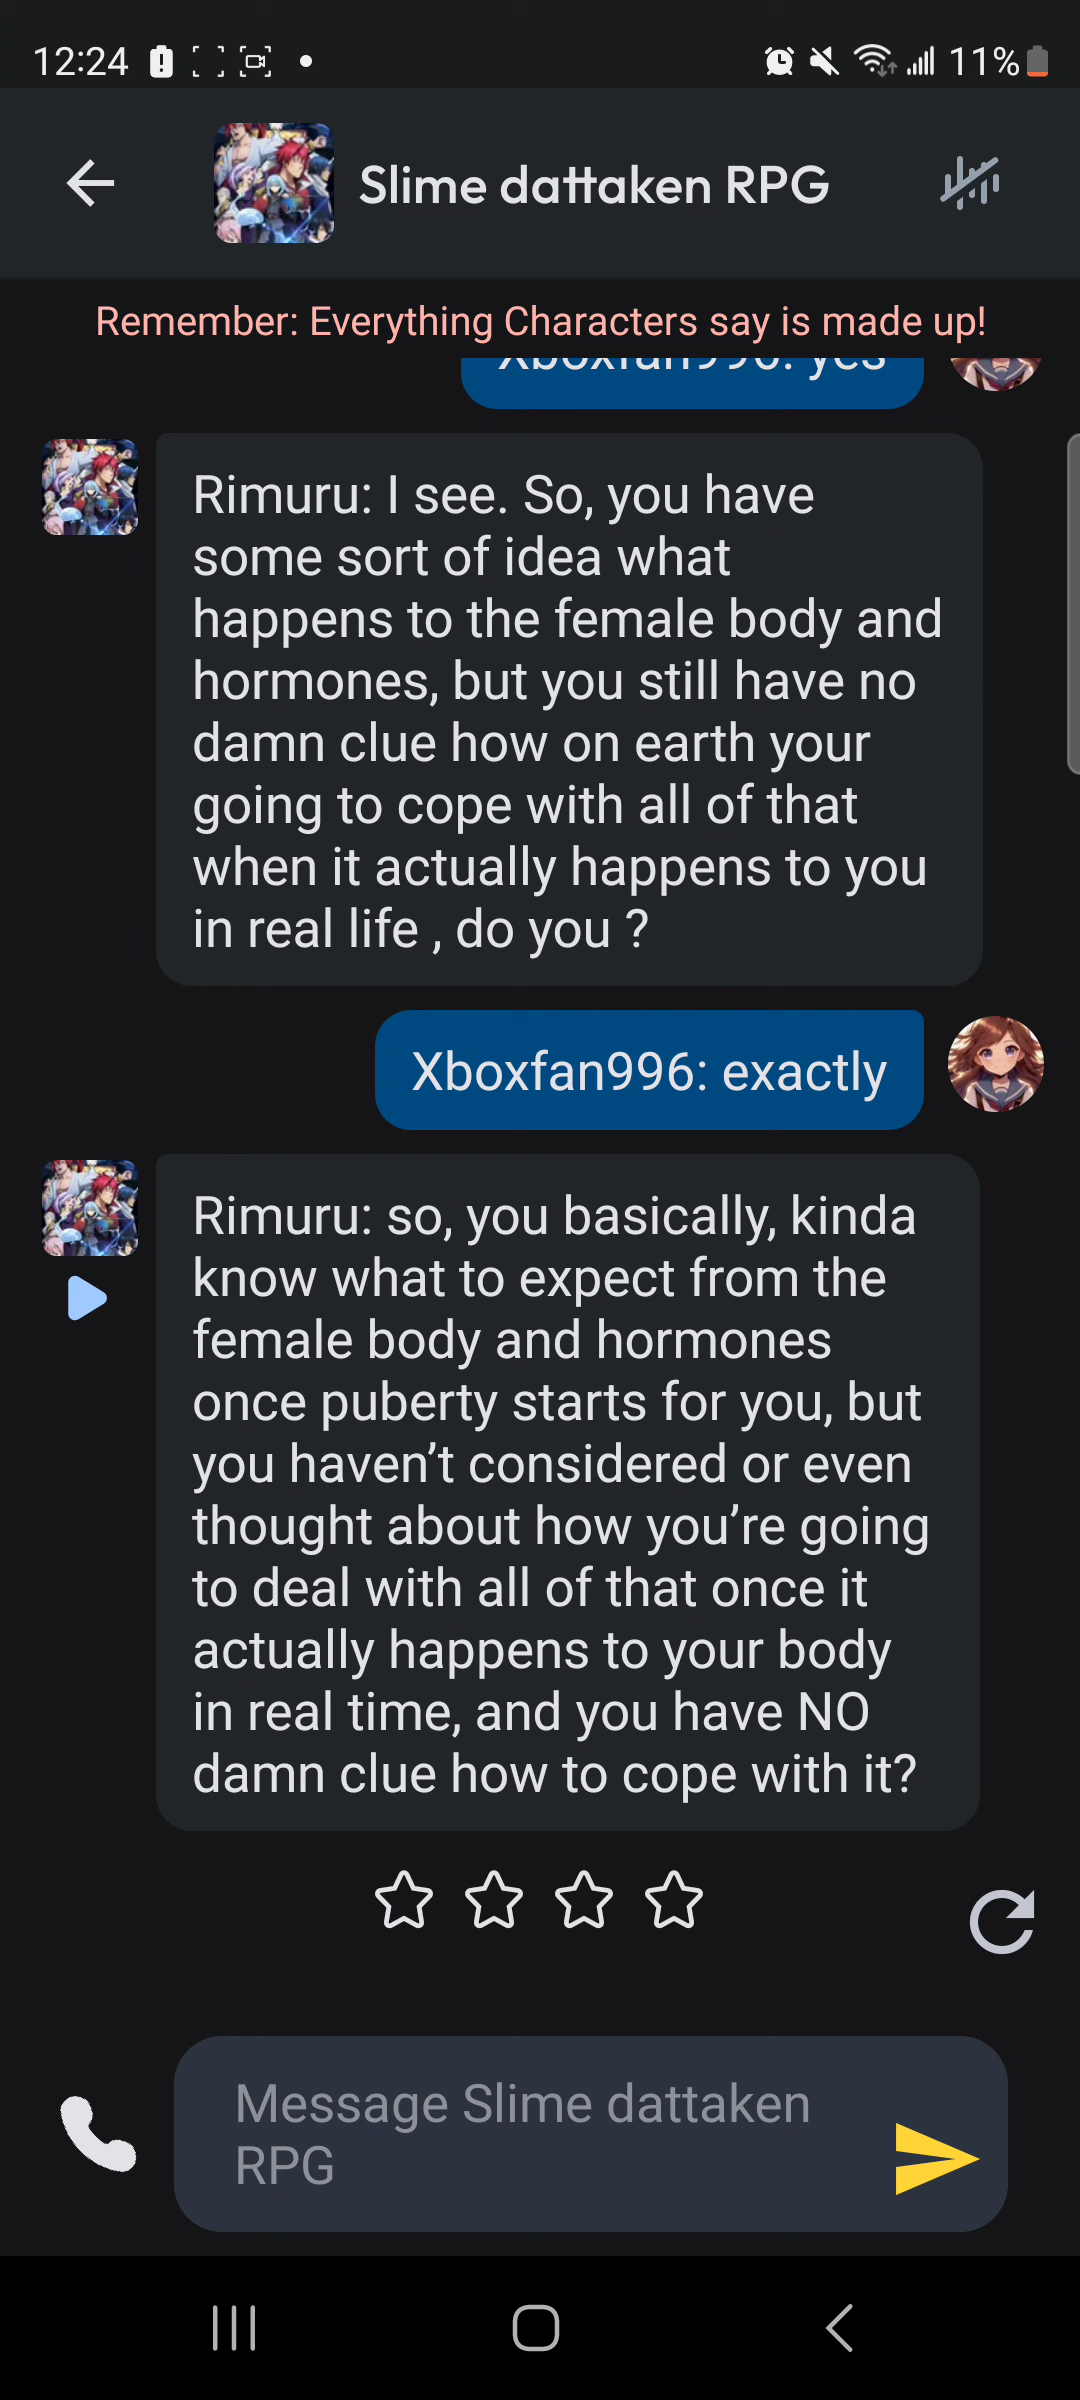 12:24
11%
Slime dattaken RPG
Remember: Everything Characters say is made up!
Xboxfan996: yes
Rimuru: I see. So, you have
some sort of idea what
happens to the female body and
hormones, but you still have no
damn clue how on earth your
going to cope with all of that
when it actually happens to you
in real life , do you ?
Xboxfan996: exactly
Rimuru: so, you basically, kinda
know what to expect from the
female body and hormones
once puberty starts for you, but
you haven’t considered or even
thought about how you’re going
to deal with all of that once it
actually happens to your body
in real time, and you have NO
damn clue how to cope with it?
Message Slime dattaken
RPG